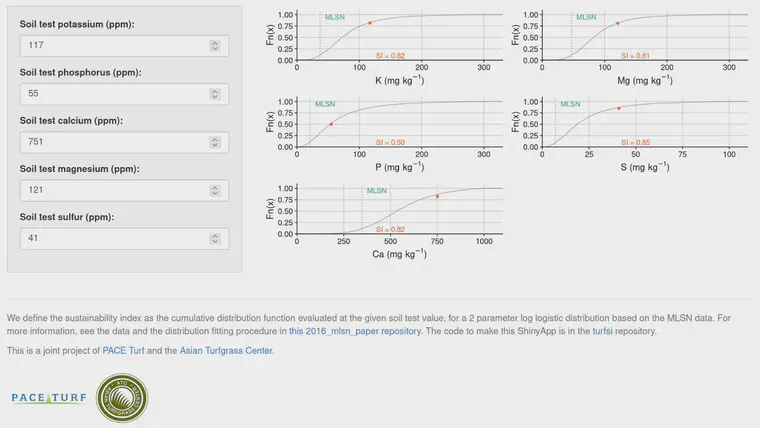 Soil test potassium (ppm):
117
Soil test phosphorus (ppm):
55
Soil test calcium (ppm):
751
Soil test magnesium (ppm):
121
Soil test sulfur (ppm):
41
Fn(x)
1.00
0.75
0.50
0.25
0.00
MLSN
SI = 0.82
0 100 200 300
K (mg kg⁻¹)
Fn(x)
1.00
0.75
0.50
0.25
0.00
MLSN
SI = 0.81
0 100 200 300
Mg (mg kg⁻¹)
Fn(x)
1.00
0.75
0.50
0.25
0.00
MLSN
SI = 0.50
0 100 200 300
P (mg kg⁻¹)
Fn(x)
1.00
0.75
0.50
0.25
0.00
MLSN
SI = 0.85
0 25 50 75 100
S (mg kg⁻¹)
Fn(x)
1.00
0.75
0.50
0.25
0.00
MLSN
SI = 0.82
0 250 500 750 1000
Ca (mg kg⁻¹)
We define the sustainability index as the cumulative distribution function evaluated at the given soil test value, for a 2 parameter log logistic distribution based on the MLSN data. For
more information, see the data and the distribution fitting procedure in this 2016_mlsn_paper repository. The code to make this ShinyApp is in the turfsi repository.
This is a joint project of PACE Turf and the Asian Turfgrass Center.
PACE TURF
ATC